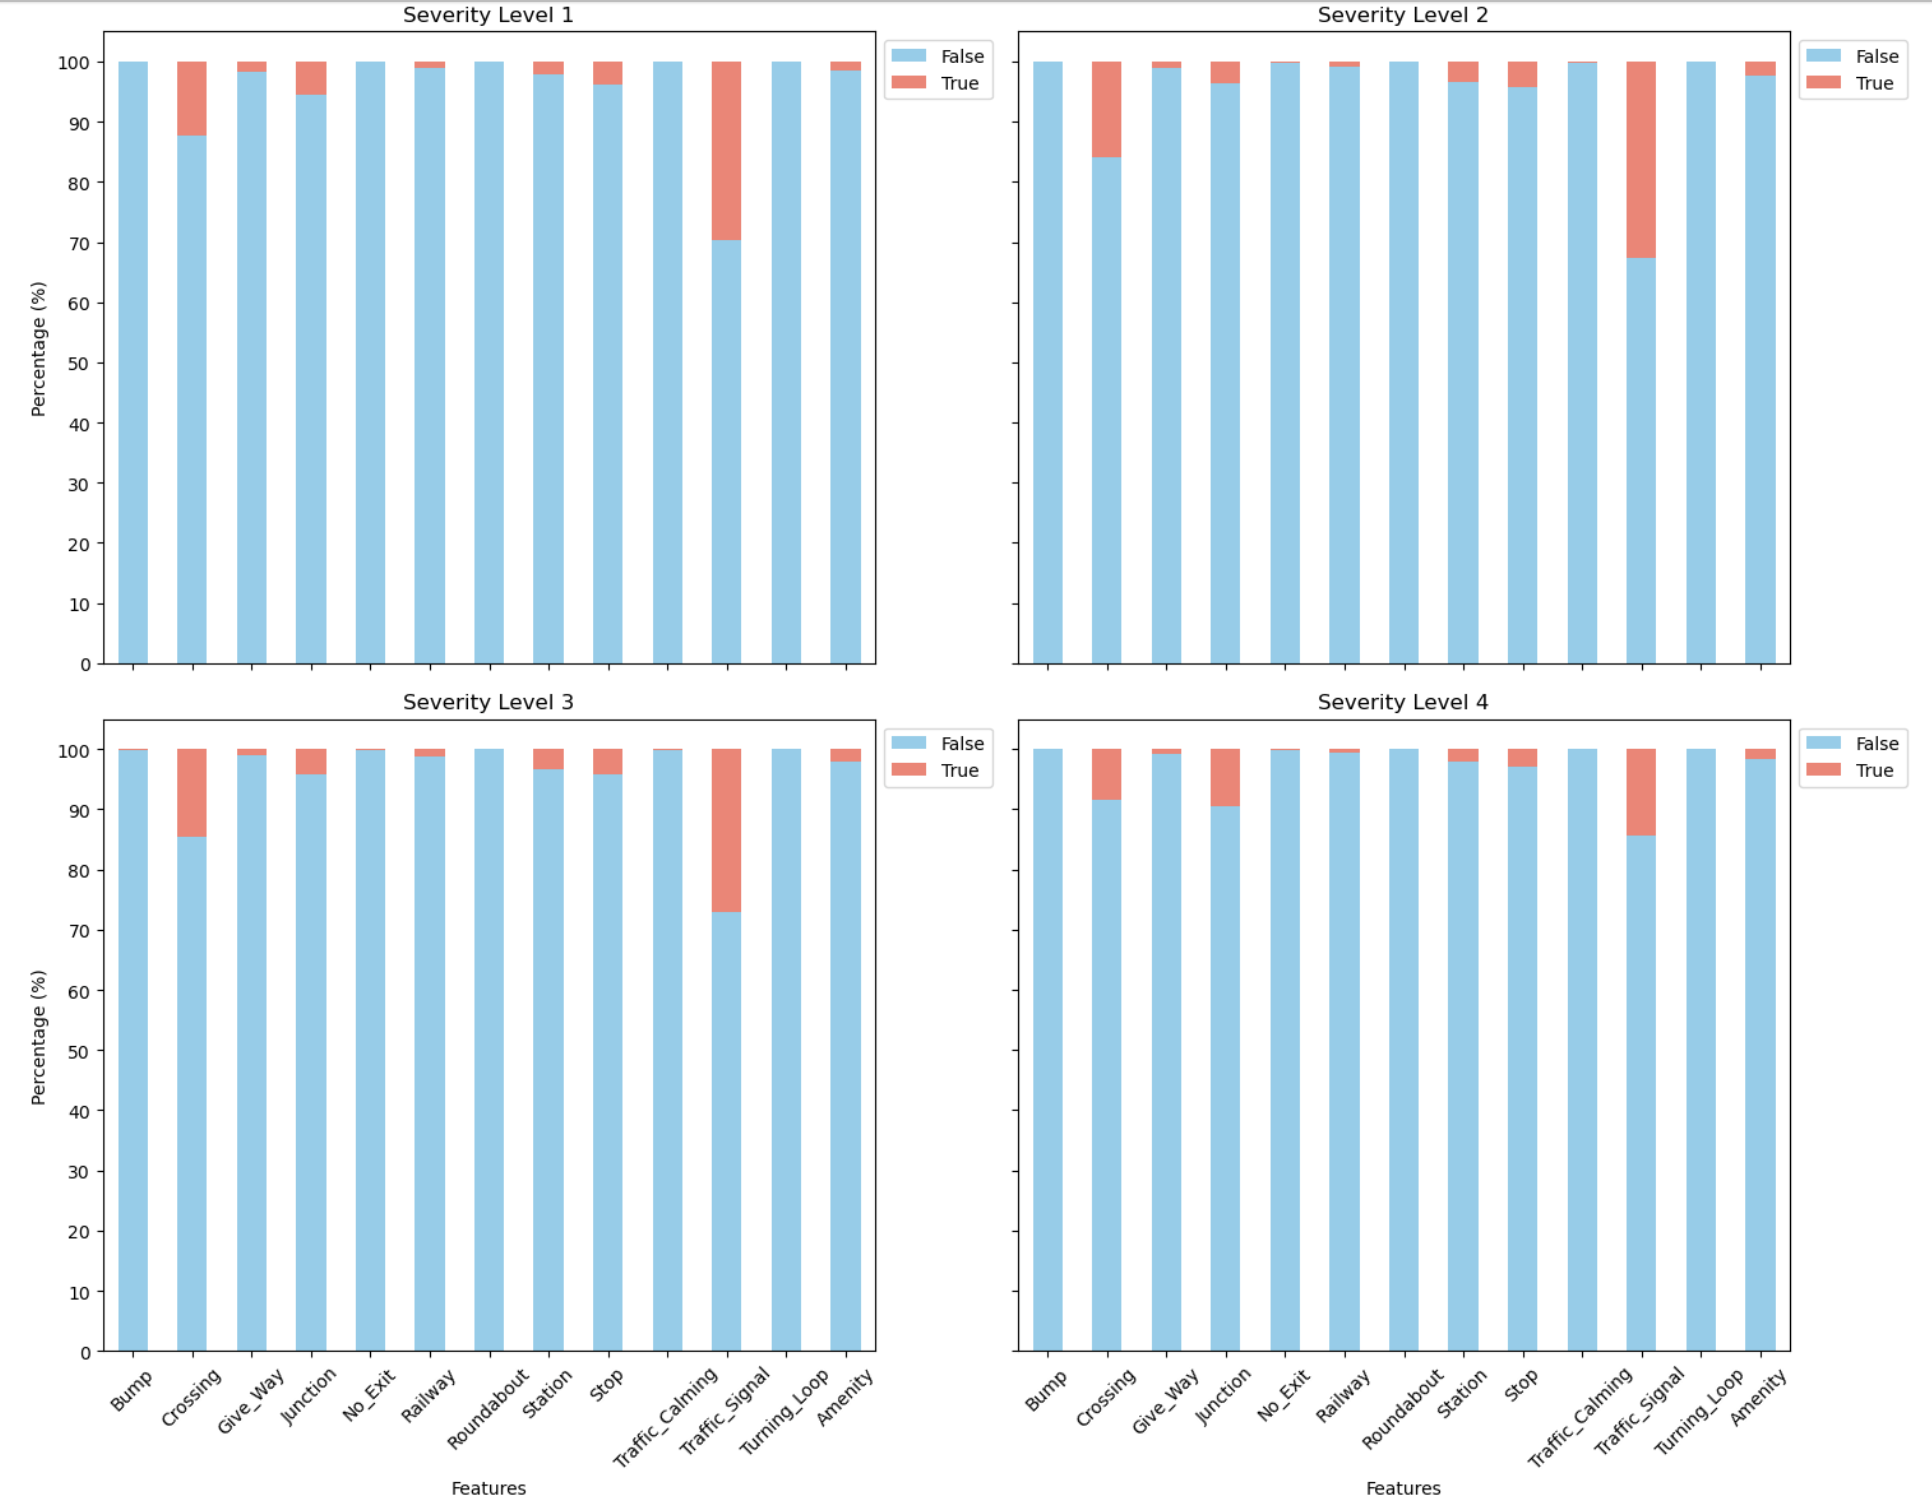 Severity Level 1
False
True
Percentage (%)
100
90
80
70
60
50
40
30
20
10
0
Severity Level 2
False
True
Severity Level 3
False
True
Percentage (%)
100
90
80
70
60
50
40
30
20
10
0
Bump
Crossing
Give_Way
Junction
No_Exit
Railway
Roundabout
Station
Stop
Traffic_Calming
Traffic_Signal
Turning_Loop
Amenity
Features
Severity Level 4
False
True
Bump
Crossing
Give_Way
Junction
No_Exit
Railway
Roundabout
Station
Stop
Traffic_Calming
Traffic_Signal
Turning_Loop
Amenity
Features